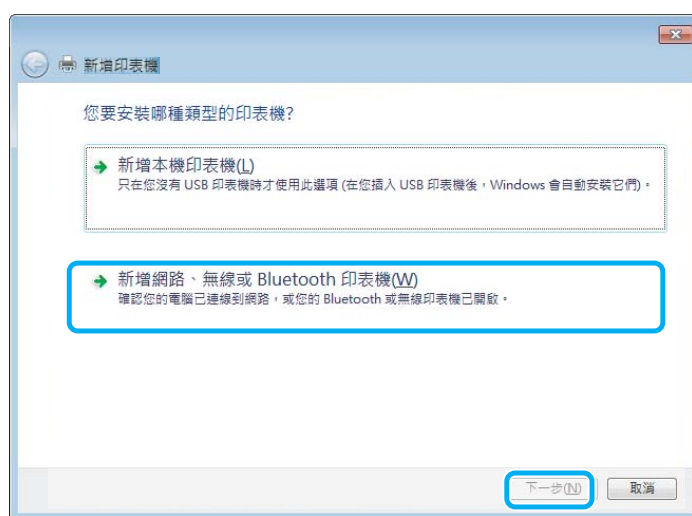 新增印表機
您要安裝哪種類型的印表機?
新增本機印表機(L)
只在您沒有 USB 印表機時才使用此選項 (在您插入 USB 印表機後，Windows 會自動安裝它們)。
新增網路、無線或 Bluetooth 印表機(W)
確認您的電腦已連線到網路，或您的 Bluetooth 或無線印表機已開啟。
下一步(N)
取消